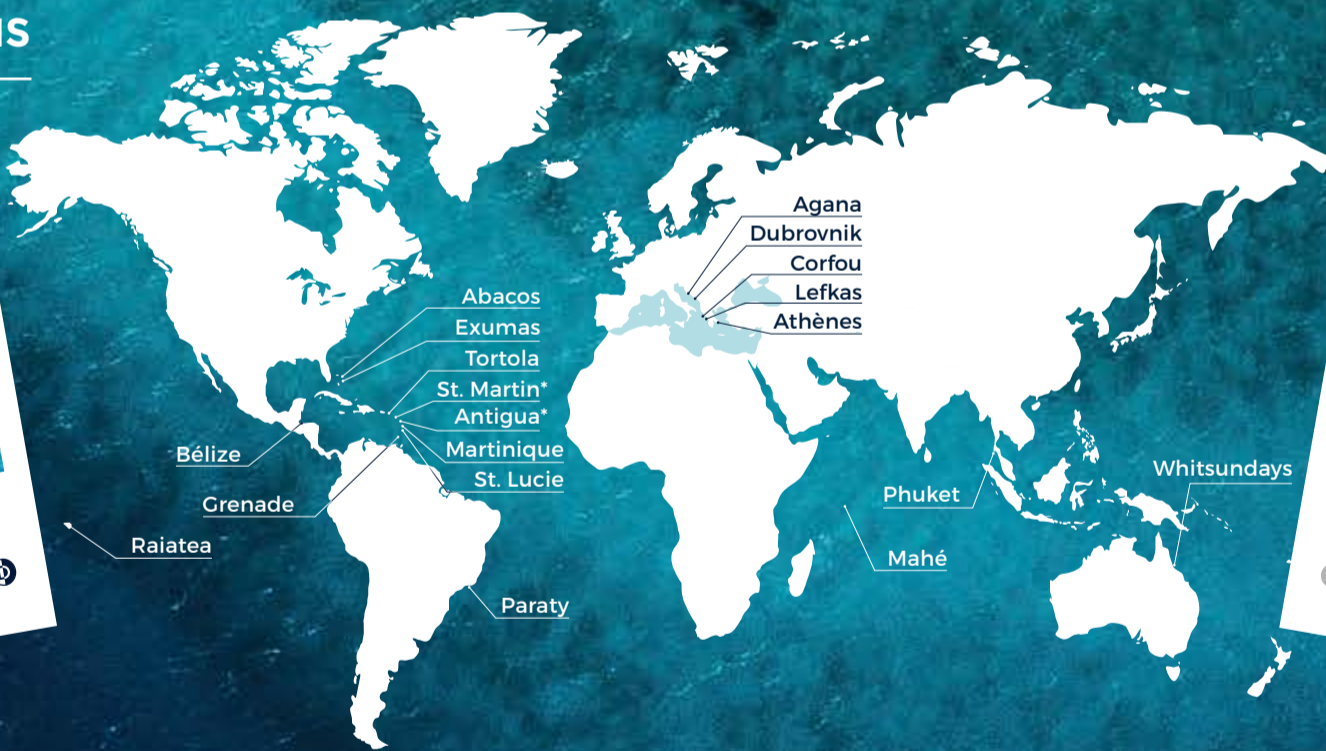 Agana
Dubrovnik
Corfou
Lefkas
Athènes
Abacos
Exumas
Tortola
St. Martin*
Antigua*
Martinique
St. Lucie
Bélize
Grenade
Raiatea
Paraty
Phuket
Mahé
Whitsundays